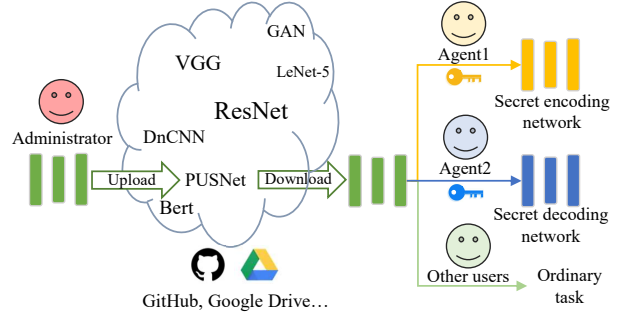 GAN
VGG
LeNet-5
ResNet
DnCNN
PUSNet
Bert
Administrator
Upload
Download
GitHub, Google Drive…
Agent1
Secret encoding
network
Agent2
Secret decoding
network
Other users
Ordinary
task